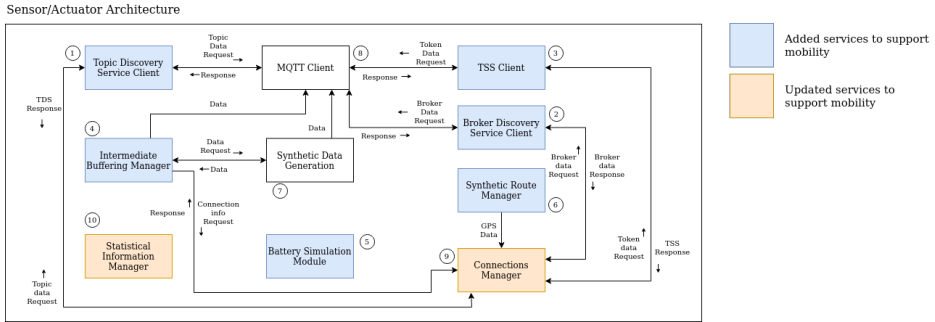 Sensor/Actuator Architecture
1
Topic Discovery
Service Client
Topic
Data
Request
Response
8
MQTT Client
Token
Data
Request
Response
3
TSS Client
Added services to support
mobility
Updated services to
support mobility
TDS
Response
Data
Data
Broker
Data
Request
Response
2
Broker Discovery
Service Client
4
Intermediate
Buffering Manager
Data
Request
Data
Synthetic Data
Generation
7
Broker
data
Request
Broker
data
Response
Synthetic Route
Manager
6
Response
Connection
info
Request
GPS
Data
10
Statistical
Information
Manager
Battery Simulation
Module
5
9
Connections
Manager
Token
data
Request
TSS
Response
Topic
data
Request